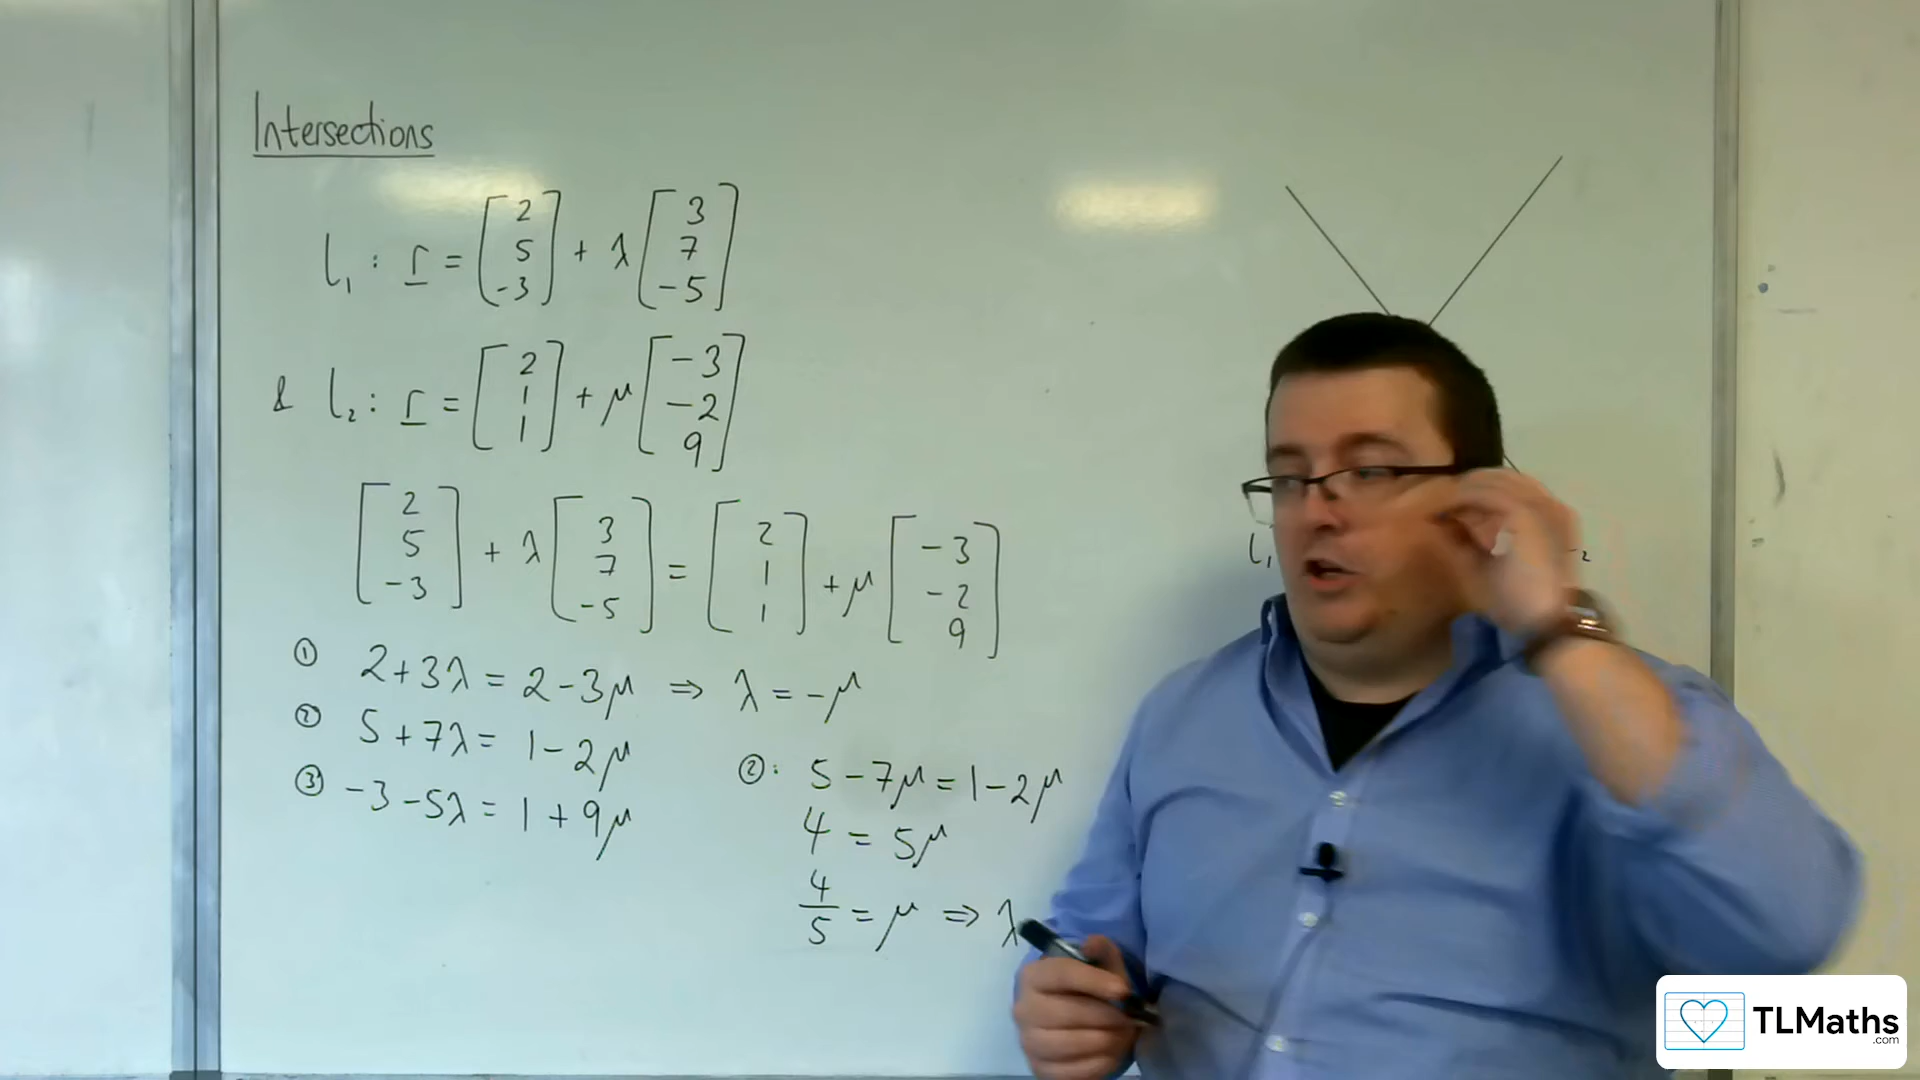 Intersections
l₁ : r = [2 5 -3] + λ [3 7 -5]
& l₂ : r = [2 1 1] + μ [-3 -2 9]
[2 5 -3] + λ [3 7 -5] = [2 1 1] + μ [-3 -2 9]
① 2+3λ = 2-3μ ⇒ λ = -μ
② 5+7λ = 1-2μ
③ -3-5λ = 1+9μ
②: 5-7μ = 1-2μ
4 = 5μ
4/5 = μ ⇒ λ
l₁
2
TLMaths
.com